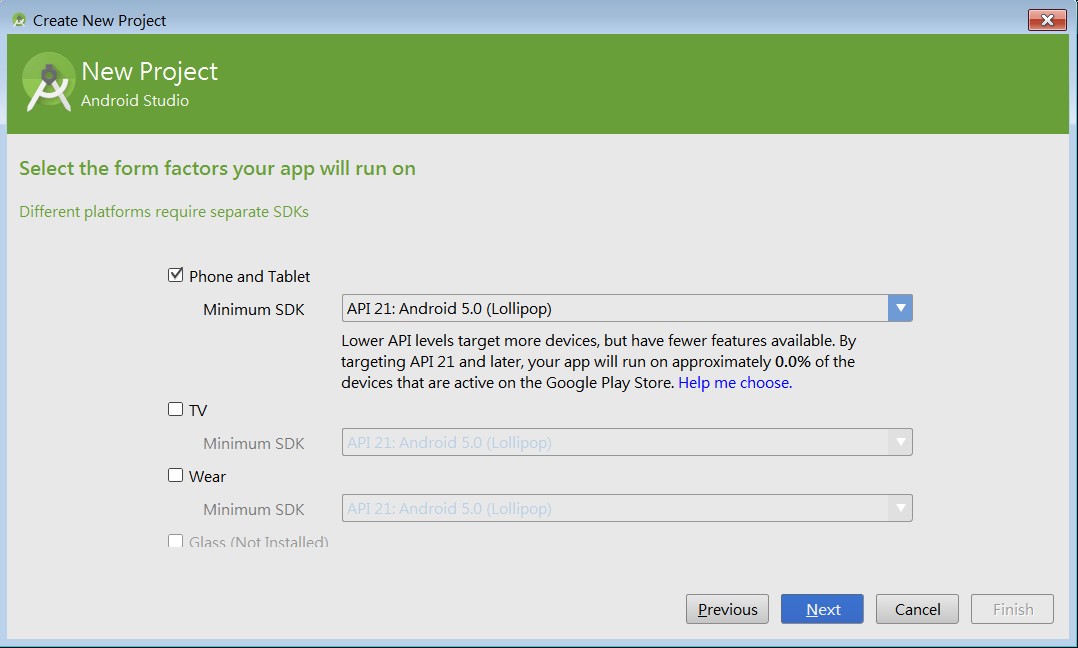 Create New Project
New Project
Android Studio
Select the form factors your app will run on
Different platforms require separate SDKs
Phone and Tablet
Minimum SDK
API 21: Android 5.0 (Lollipop)
Lower API levels target more devices, but have fewer features available. By
targeting API 21 and later, your app will run on approximately 0.0% of the
devices that are active on the Google Play Store. Help me choose.
TV
Minimum SDK
API 21: Android 5.0 (Lollipop)
Wear
Minimum SDK
API 21: Android 5.0 (Lollipop)
Glass (Not Installed)
Previous
Next
Cancel
Finish